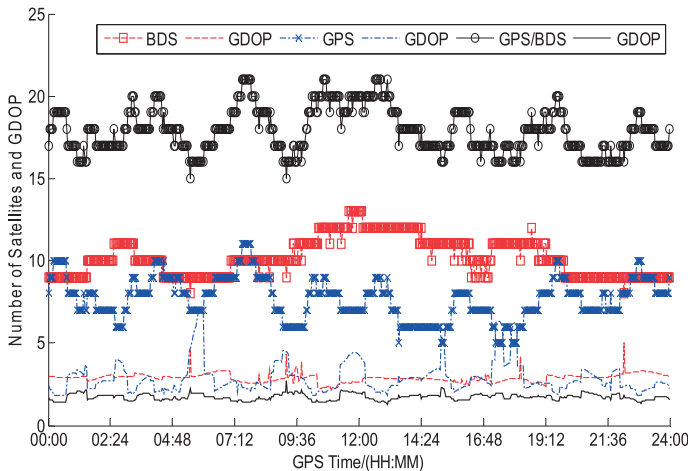 25
20
15
10
5
0
Number of Satellites and GDOP
BDS GDOP GPS GDOP GPS/BDS GDOP
00:00 02:24 04:48 07:12 09:36 12:00 14:24 16:48 19:12 21:36 24:00
GPS Time/(HH:MM)